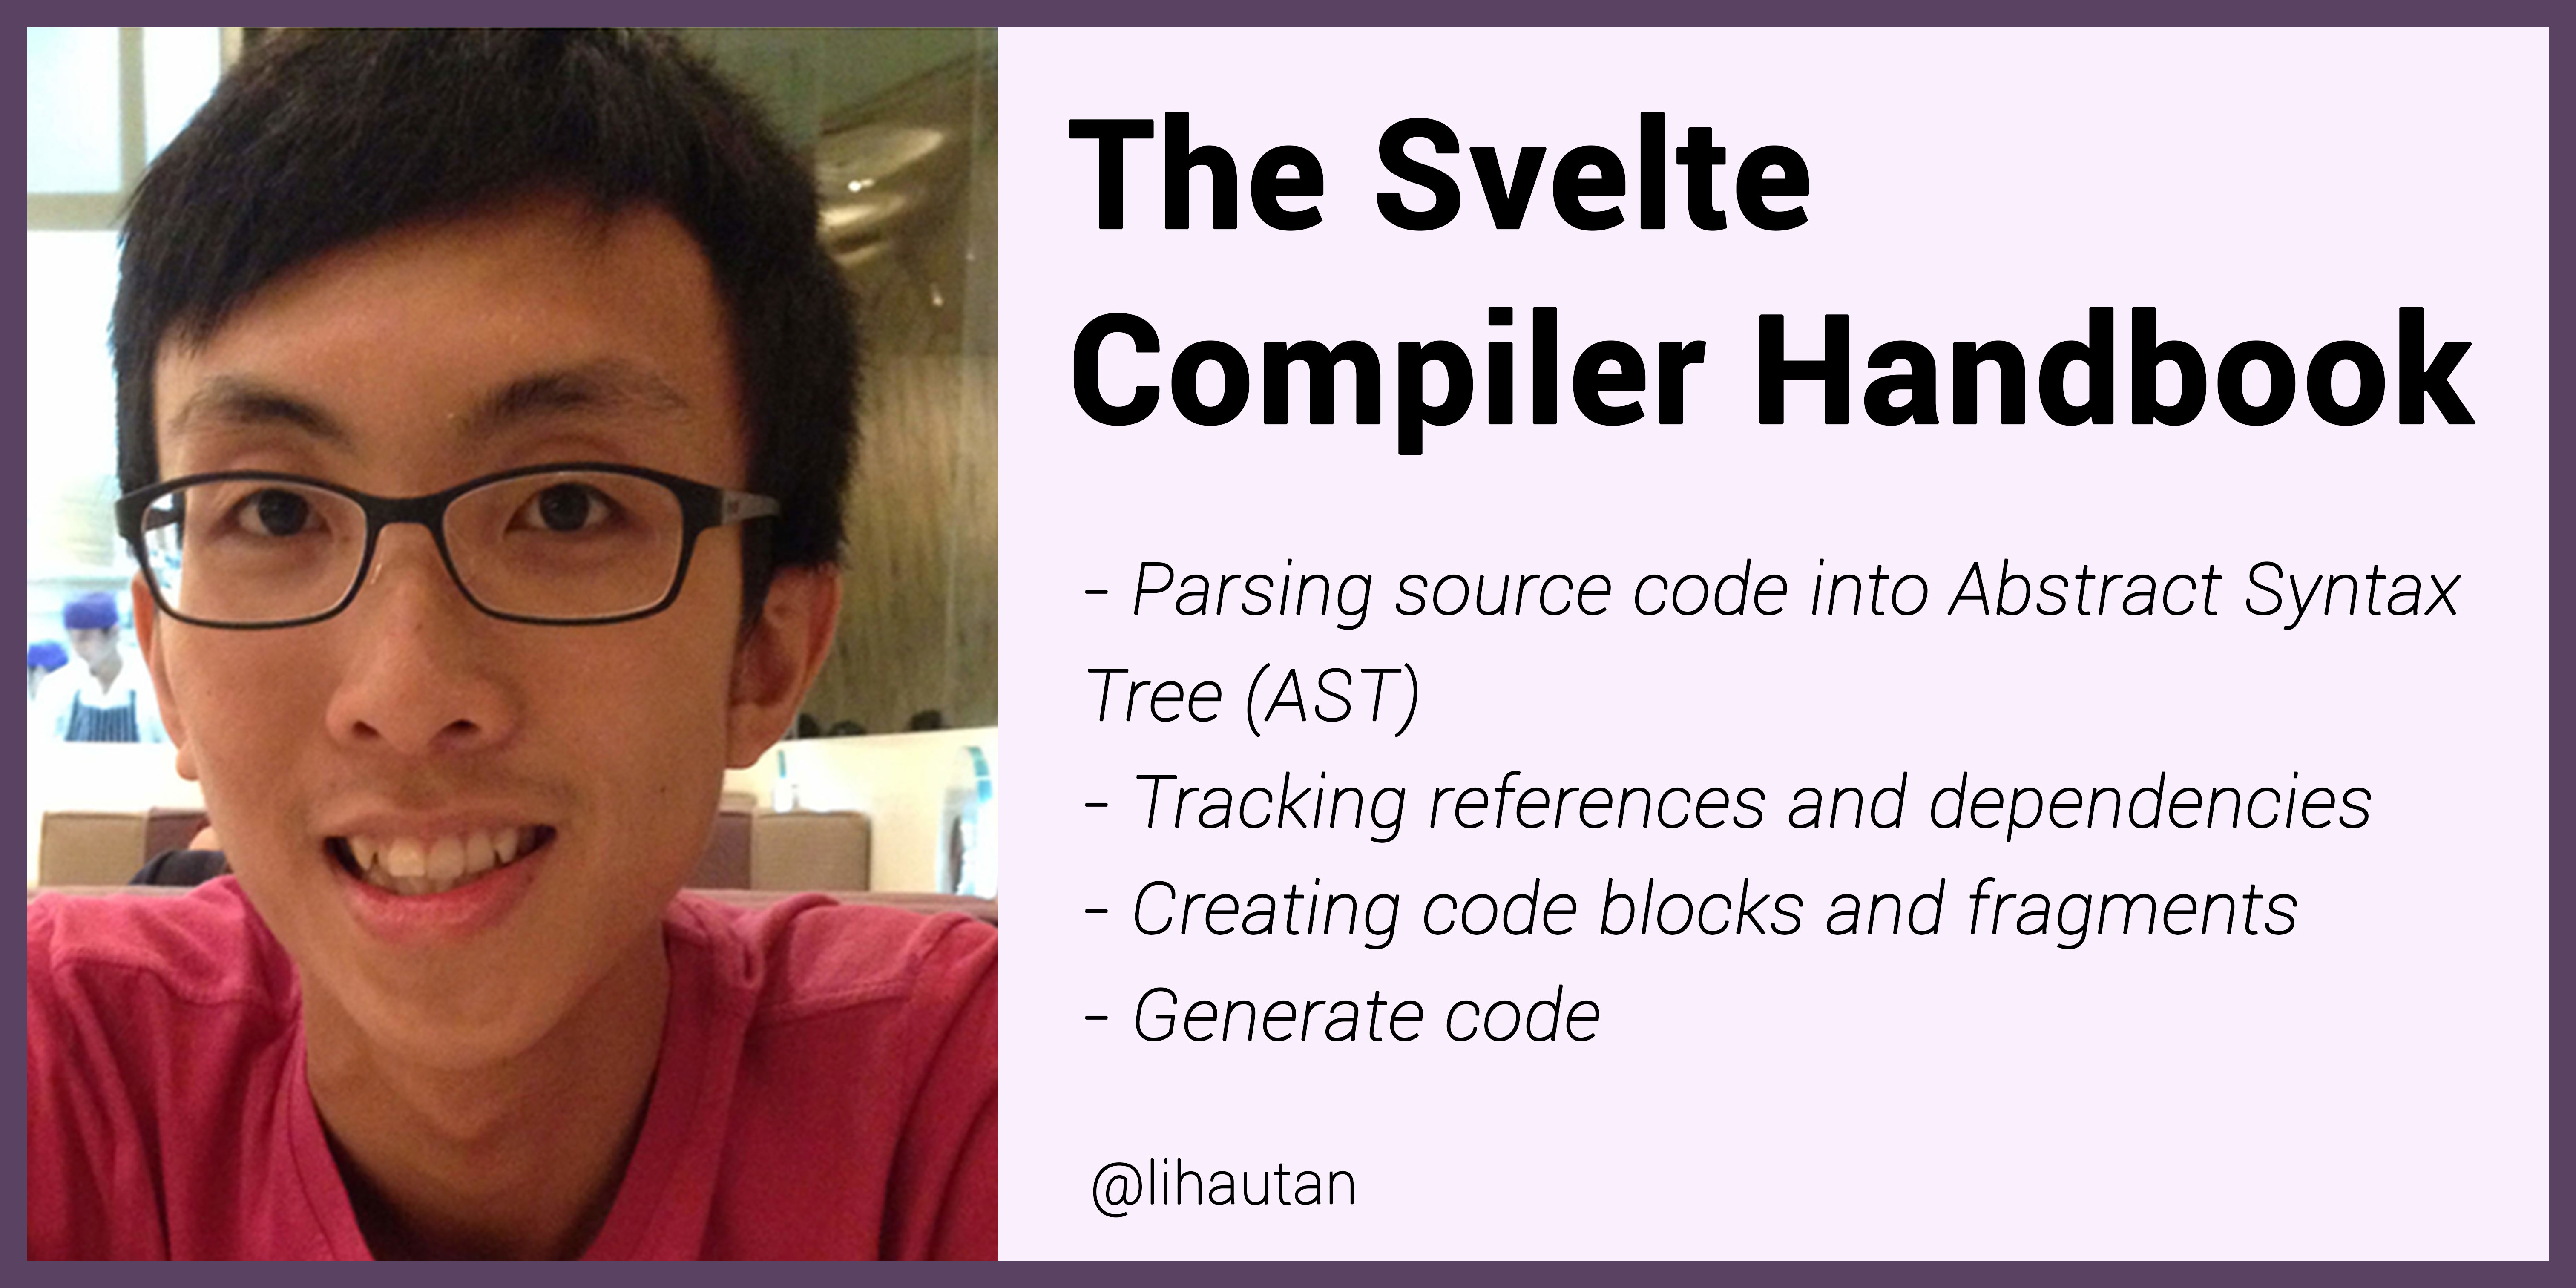 The Svelte
Compiler Handbook
- Parsing source code into Abstract Syntax
Tree (AST)
- Tracking references and dependencies
- Creating code blocks and fragments
- Generate code
@lihautan